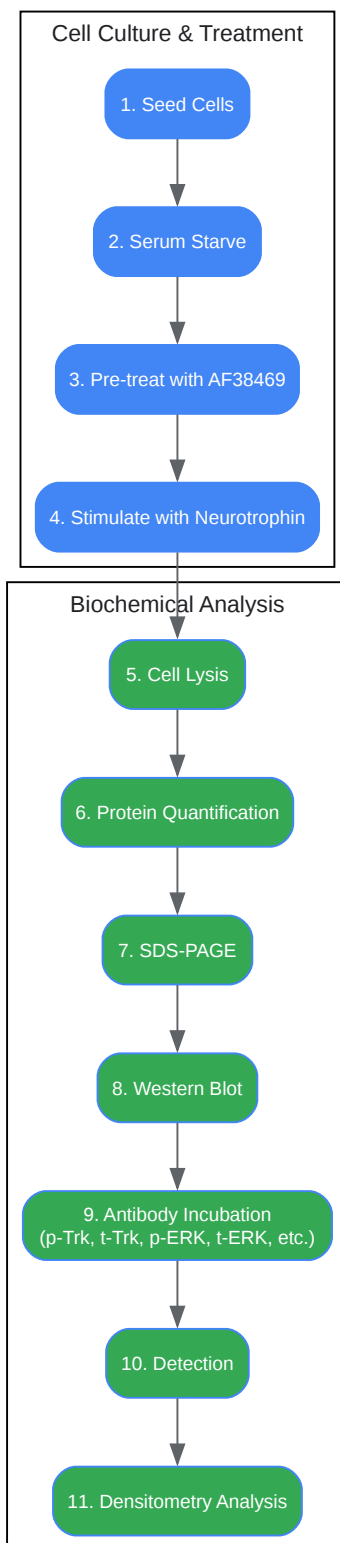 Cell Culture & Treatment
1. Seed Cells
2. Serum Starve
3. Pre-treat with AF38469
4. Stimulate with Neurotrophin
Biochemical Analysis
5. Cell Lysis
6. Protein Quantification
7. SDS-PAGE
8. Western Blot
9. Antibody Incubation
(p-Trk, t-Trk, p-ERK, t-ERK, etc.)
10. Detection
11. Densitometry Analysis